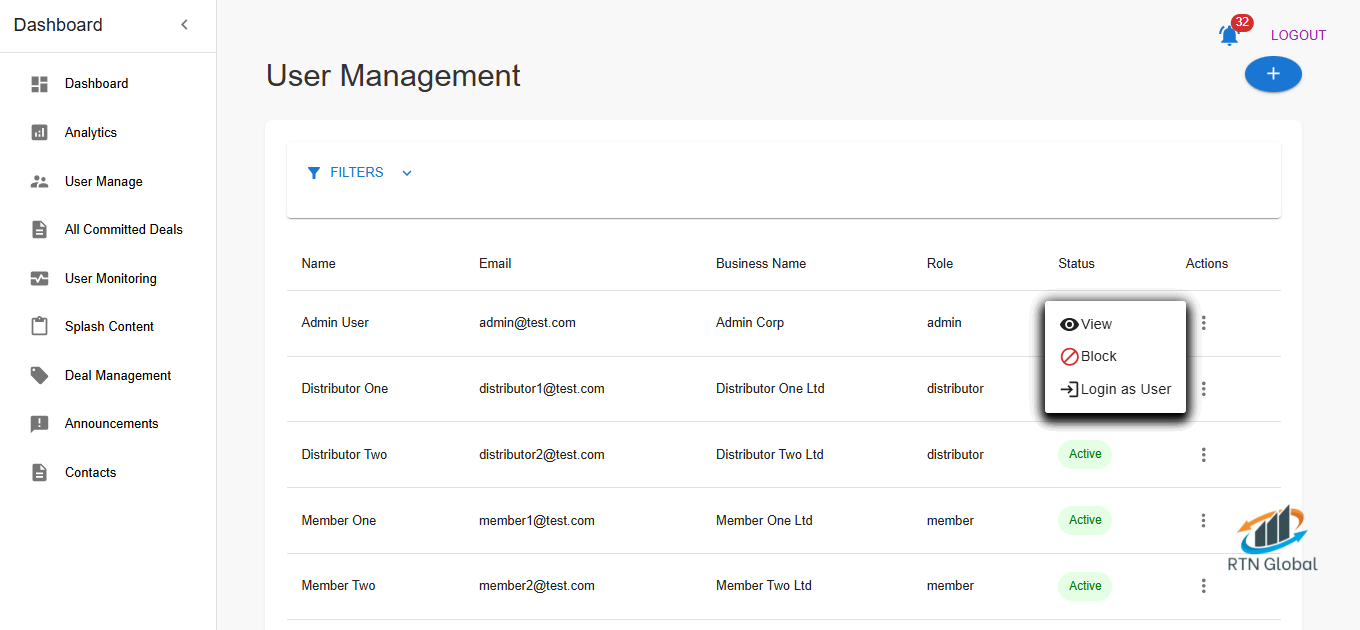 Dashboard
32
LOGOUT
User Management
+
Dashboard
Analytics
User Manage
All Committed Deals
User Monitoring
Splash Content
Deal Management
Announcements
Contacts
FILTERS
Name Email Business Name Role Status Actions
Admin User admin@test.com Admin Corp admin
Distributor One distributor1@test.com Distributor One Ltd distributor
View
Block
Login as User
Distributor Two distributor2@test.com Distributor Two Ltd distributor Active
Member One member1@test.com Member One Ltd member Active
Member Two member2@test.com Member Two Ltd member Active
RTN Global